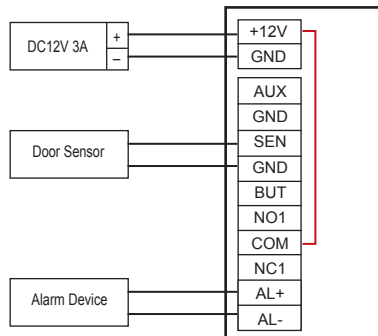 DC12V 3A
+
–
+12V
GND
AUX
GND
SEN
GND
BUT
NO1
COM
NC1
AL+
AL-
Door Sensor
Alarm Device